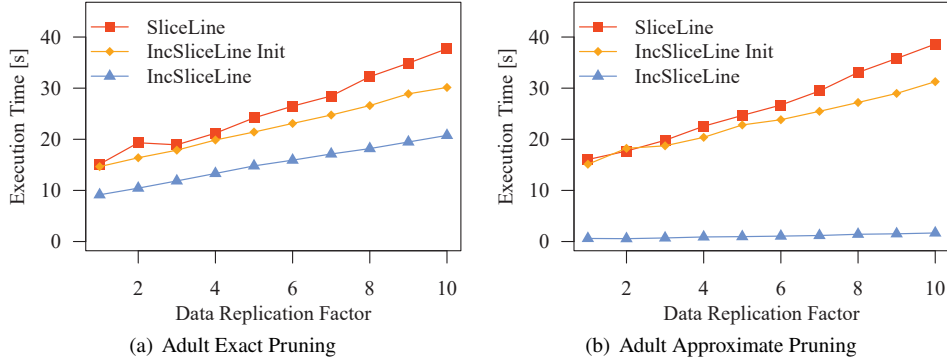 SliceLine
IncSliceLine Init
IncSliceLine
Execution Time [s]
40
30
20
10
0
2 4 6 8 10
Data Replication Factor
(a) Adult Exact Pruning
SliceLine
IncSliceLine Init
IncSliceLine
Execution Time [s]
40
30
20
10
0
2 4 6 8 10
Data Replication Factor
(b) Adult Approximate Pruning